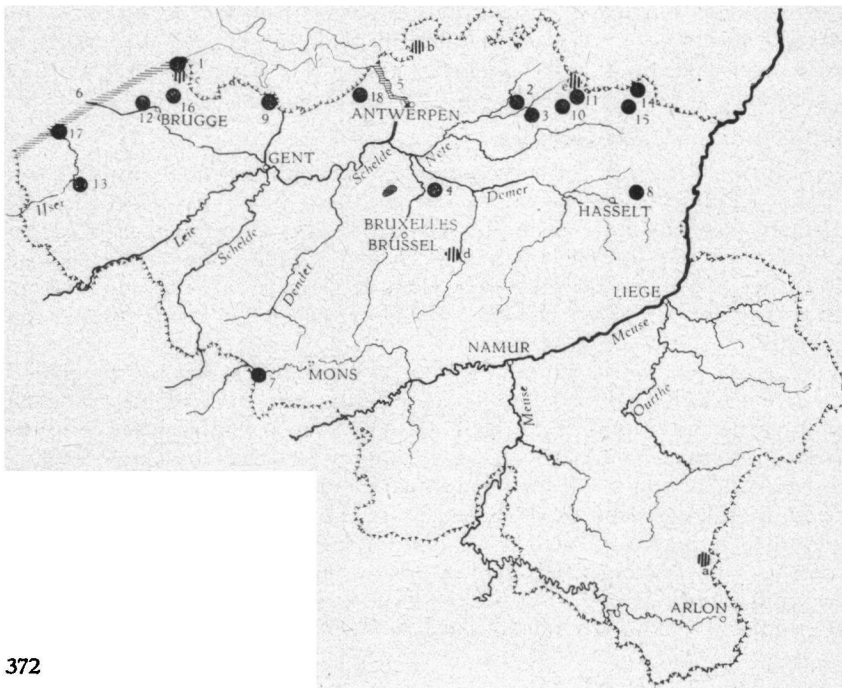 b
1
c
6
16
12
BRUGGE
9
18
5
ANTWERPEN
2
3
e
11
10
14
15
17
GENT
Schelde
Nete
13
IJser
Leie
Schelde
4
Demer
8
HASSELT
BRUXELLES
BRUSSEL
d
Dender
LIEGE
Meuse
NAMUR
7
MONS
Meuse
Ourthe
a
ARLON
372